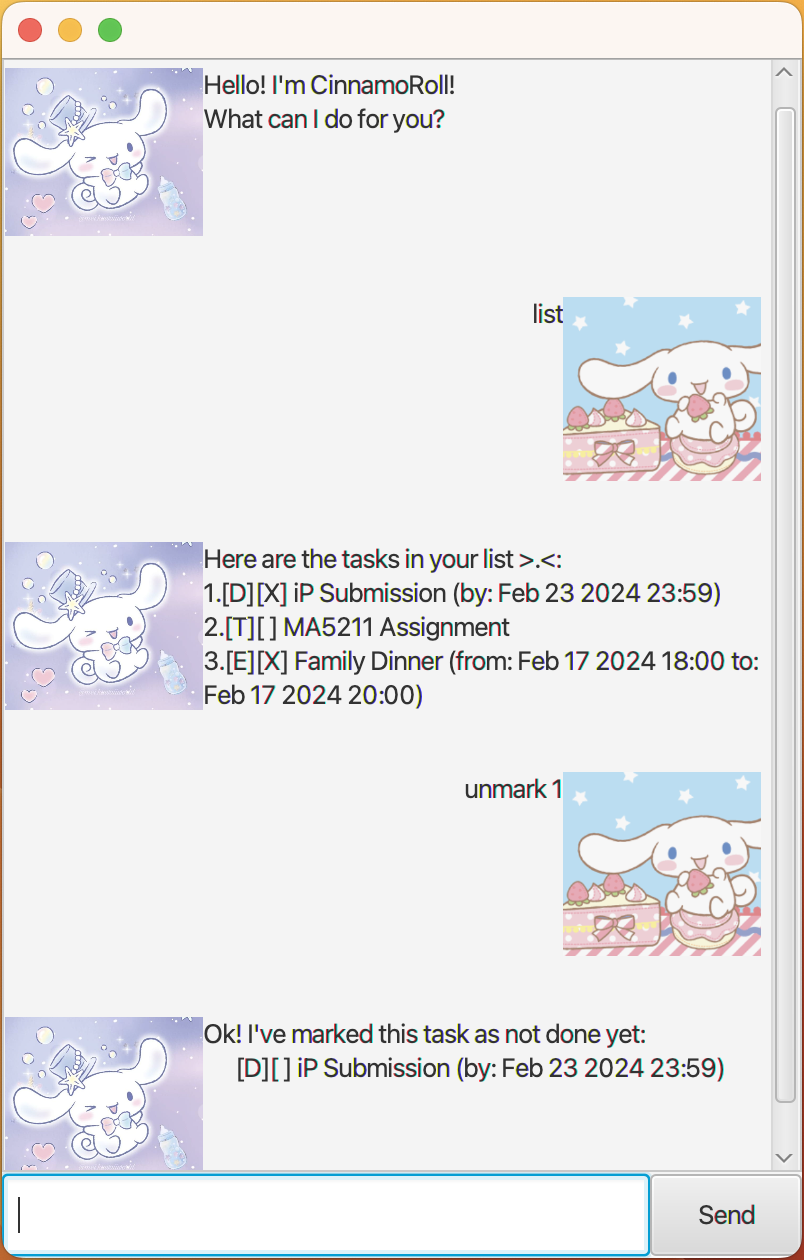 Hello! I'm CinnamoRoll!
What can I do for you?
list
Here are the tasks in your list >.<:
1.[D][X] iP Submission (by: Feb 23 2024 23:59)
2.[T][ ] MA5211 Assignment
3.[E][X] Family Dinner (from: Feb 17 2024 18:00 to:
Feb 17 2024 20:00)
unmark 1
Ok! I've marked this task as not done yet:
[D][ ] iP Submission (by: Feb 23 2024 23:59)
Send